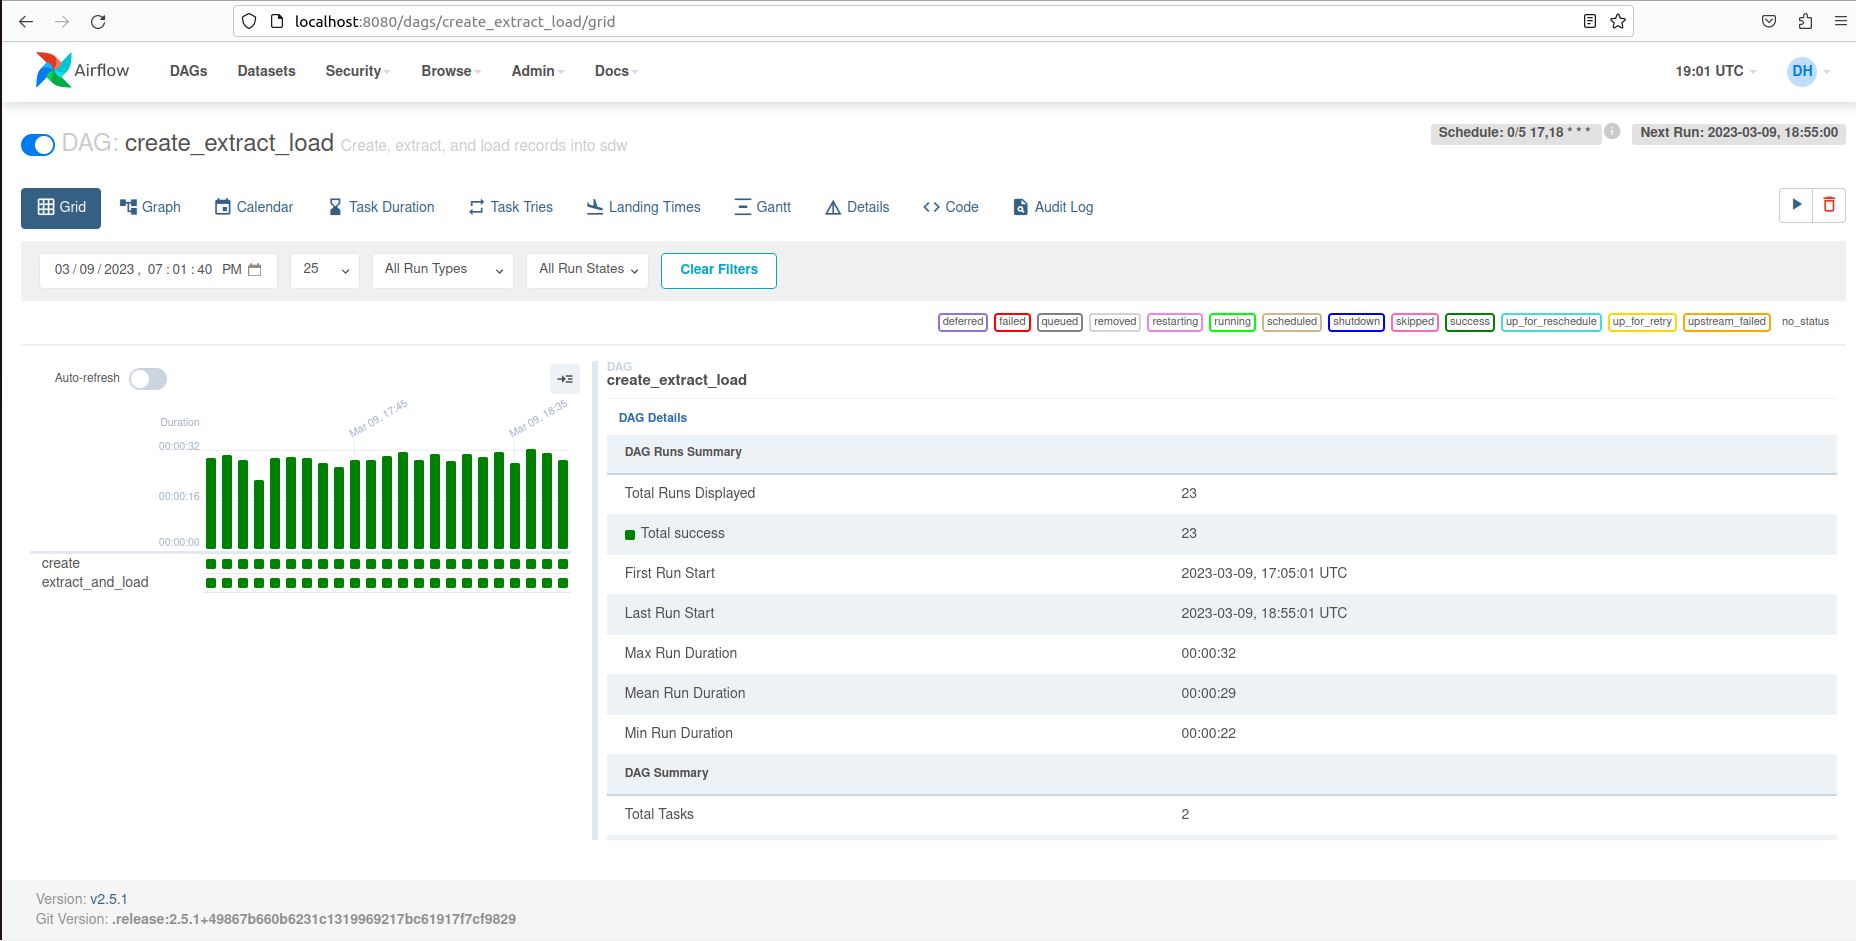 localhost:8080/dags/create_extract_load/grid
Airflow DAGs Datasets Security Browse Admin Docs 19:01 UTC DH
DAG: create_extract_load Create, extract, and load records into sdw
Schedule: 0/5 17,18 * * * i Next Run: 2023-03-09, 18:55:00
Grid Graph Calendar Task Duration Task Tries Landing Times Gantt Details Code Audit Log
03/09/2023, 07:01:40 PM 25 All Run Types All Run States Clear Filters
deferred failed queued removed restarting running scheduled shutdown skipped success up_for_reschedule up_for_retry upstream_failed no_status
Auto-refresh
Mar 09, 17:45 Mar 09, 18:35
Duration
00:00:32
00:00:16
00:00:00
create
extract_and_load
DAG
create_extract_load
DAG Details
DAG Runs Summary
Total Runs Displayed 23
Total success 23
First Run Start 2023-03-09, 17:05:01 UTC
Last Run Start 2023-03-09, 18:55:01 UTC
Max Run Duration 00:00:32
Mean Run Duration 00:00:29
Min Run Duration 00:00:22
DAG Summary
Total Tasks 2
Version: v2.5.1
Git Version: .release:2.5.1+49867b660b6231c1319969217bc61917f7cf9829